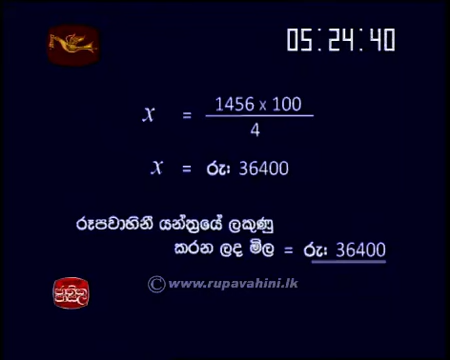 05:24:40
x = 1456 x 100 / 4
x = රු: 36400
රූපවාහිනී යන්ත්‍රයේ ලකුණු
කරන ලද මිල = රු: 36400
© www.rupavahini.lk